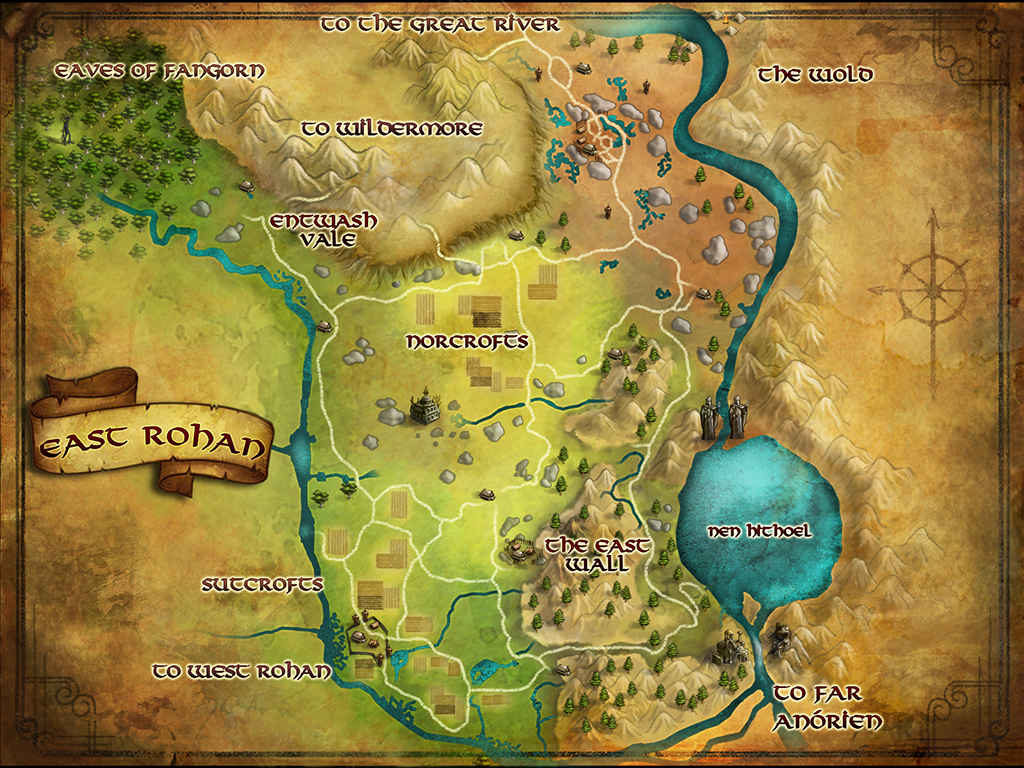 TO THE GREAT RIVER
EAVES OF FANGORN
THE WOLD
TO WILDERMORE
ENTWASH
VALE
NORCROFTS
EAST ROHAN
NEN HITHOEL
THE EAST
WALL
SUTCROFTS
TO WEST ROHAN
TO FAR
ANÓRIEN